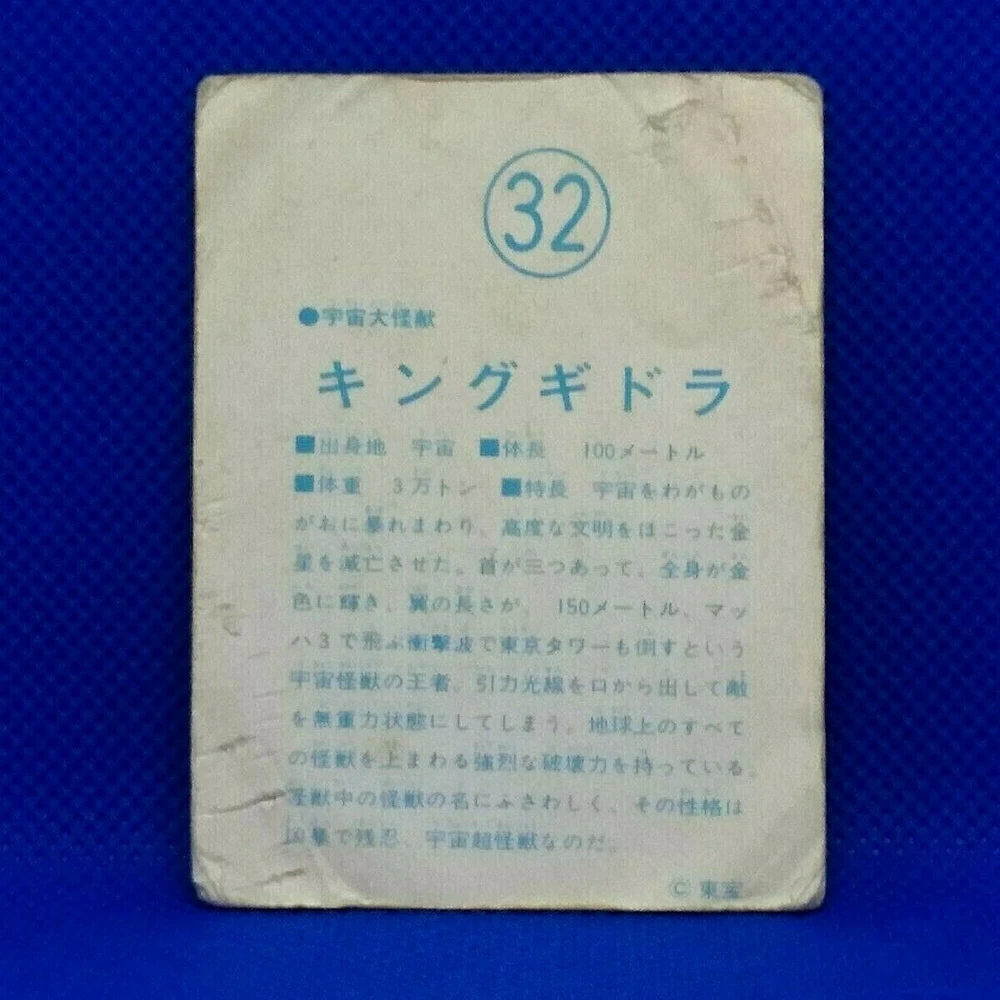 32
●宇宙大怪獣
キングギドラ
■出身地 宇宙 ■体長 100メートル
■体重 3万トン ■特長 宇宙をわがもの
がおに暴れまわり、高度な文明をほこった金
星を滅亡させた。首が三つあって、全身が金
色に輝き、翼の長さが、150メートル、マッ
ハ3で飛ぶ衝撃波で東京タワーも倒すという
宇宙怪獣の王者。引力光線を口から出して敵
を無重力状態にしてしまう。地球上のすべて
の怪獣を上まわる強烈な破壊力を持っている。
怪獣中の怪獣の名にふさわしく、その性格は
凶暴で残忍、宇宙超怪獣なのだ。
© 東宝